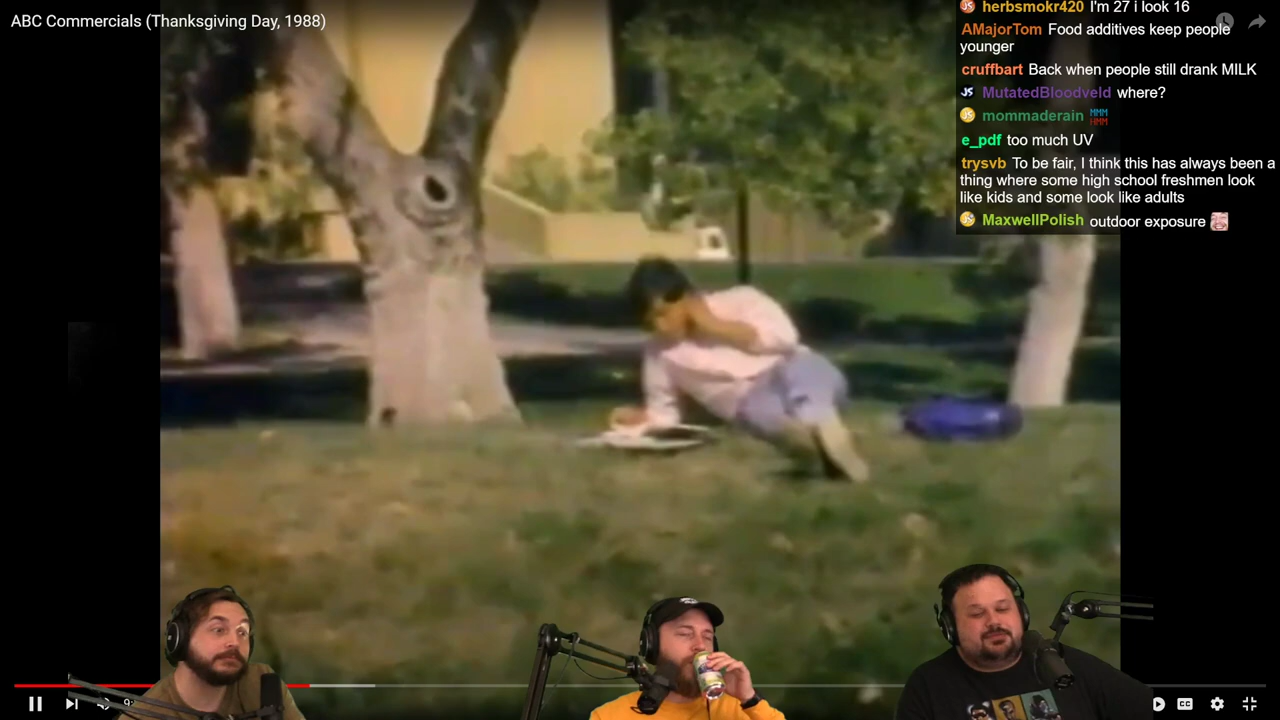 ABC Commercials (Thanksgiving Day, 1988)
herbsmokr420 I'm 27 i look 16
AMajorTom Food additives keep people
younger
cruffbart Back when people still drank MILK
MutatedBloodveld where?
mommaderain
e_pdf too much UV
trysvb To be fair, I think this has always been a
thing where some high school freshmen look
like kids and some look like adults
MaxwellPolish outdoor exposure